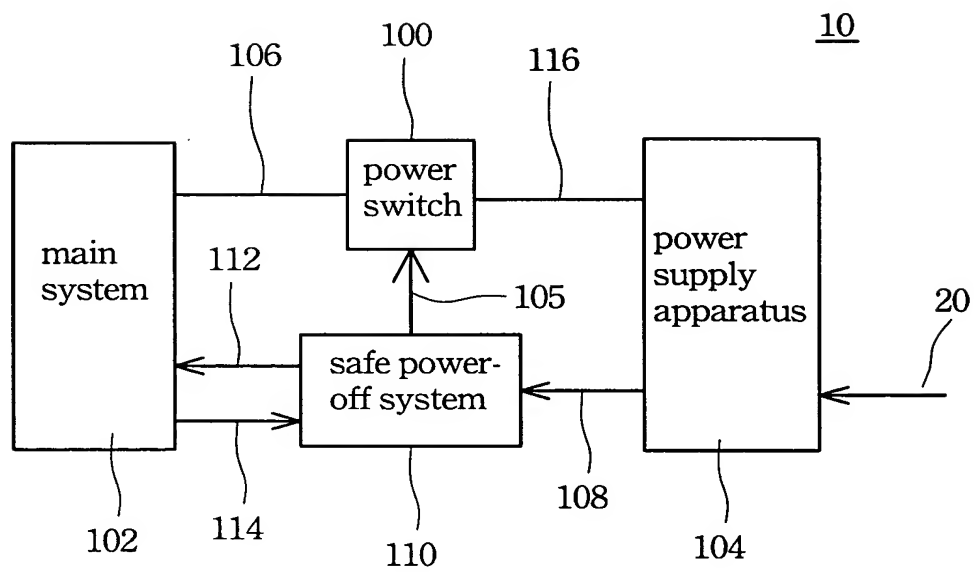 10
100
106
116
power
switch
main
system
power
supply
apparatus
112
105
20
safe power-
off system
114
108
102
110
104